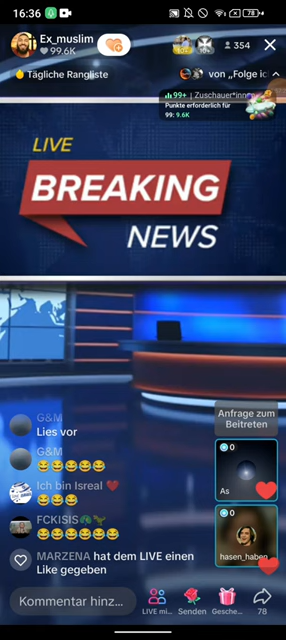 16:36
78
Ex_muslim
99.6K
354
Tägliche Rangliste
von „Folge ic
99+ | Zuschauer*innen
Punkte erforderlich für
99: 9.6K
LIVE
BREAKING
NEWS
G&M
Lies vor
G&M
😂😂😂😂😂
Ich bin Isreal ❤️
😂😂😂
FCKISIS🌴🦖
😂😂😂😂😂😂
MARZENA hat dem LIVE einen
Like gegeben
Anfrage zum
Beitreten
0
As
0
hasen_haben
Kommentar hinz...
LIVE mi...
Senden
Gesche...
78